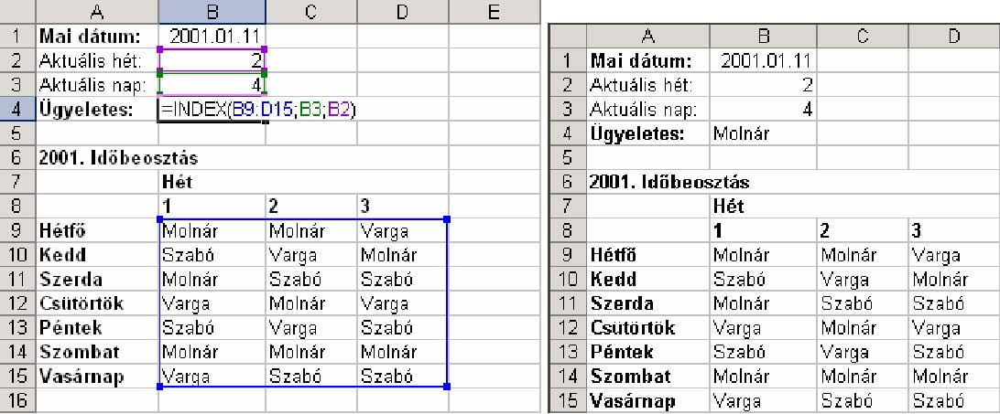 A B C D E
1 Mai dátum: 2001.01.11
2 Aktuális hét: 2
3 Aktuális nap: 4
4 Ügyeletes: =INDEX(B9:D15;B3;B2)
5
6 2001. Időbeosztás
7 Hét
8 1 2 3
9 Hétfő Molnár Molnár Varga
10 Kedd Szabó Varga Molnár
11 Szerda Molnár Szabó Szabó
12 Csütörtök Varga Molnár Varga
13 Péntek Szabó Varga Szabó
14 Szombat Molnár Molnár Molnár
15 Vasárnap Varga Szabó Szabó
16
A B C D
1 Mai dátum: 2001.01.11
2 Aktuális hét: 2
3 Aktuális nap: 4
4 Ügyeletes: Molnár
5
6 2001. Időbeosztás
7 Hét
8 1 2 3
9 Hétfő Molnár Molnár Varga
10 Kedd Szabó Varga Molnár
11 Szerda Molnár Szabó Szabó
12 Csütörtök Varga Molnár Varga
13 Péntek Szabó Varga Szabó
14 Szombat Molnár Molnár Molnár
15 Vasárnap Varga Szabó Szabó